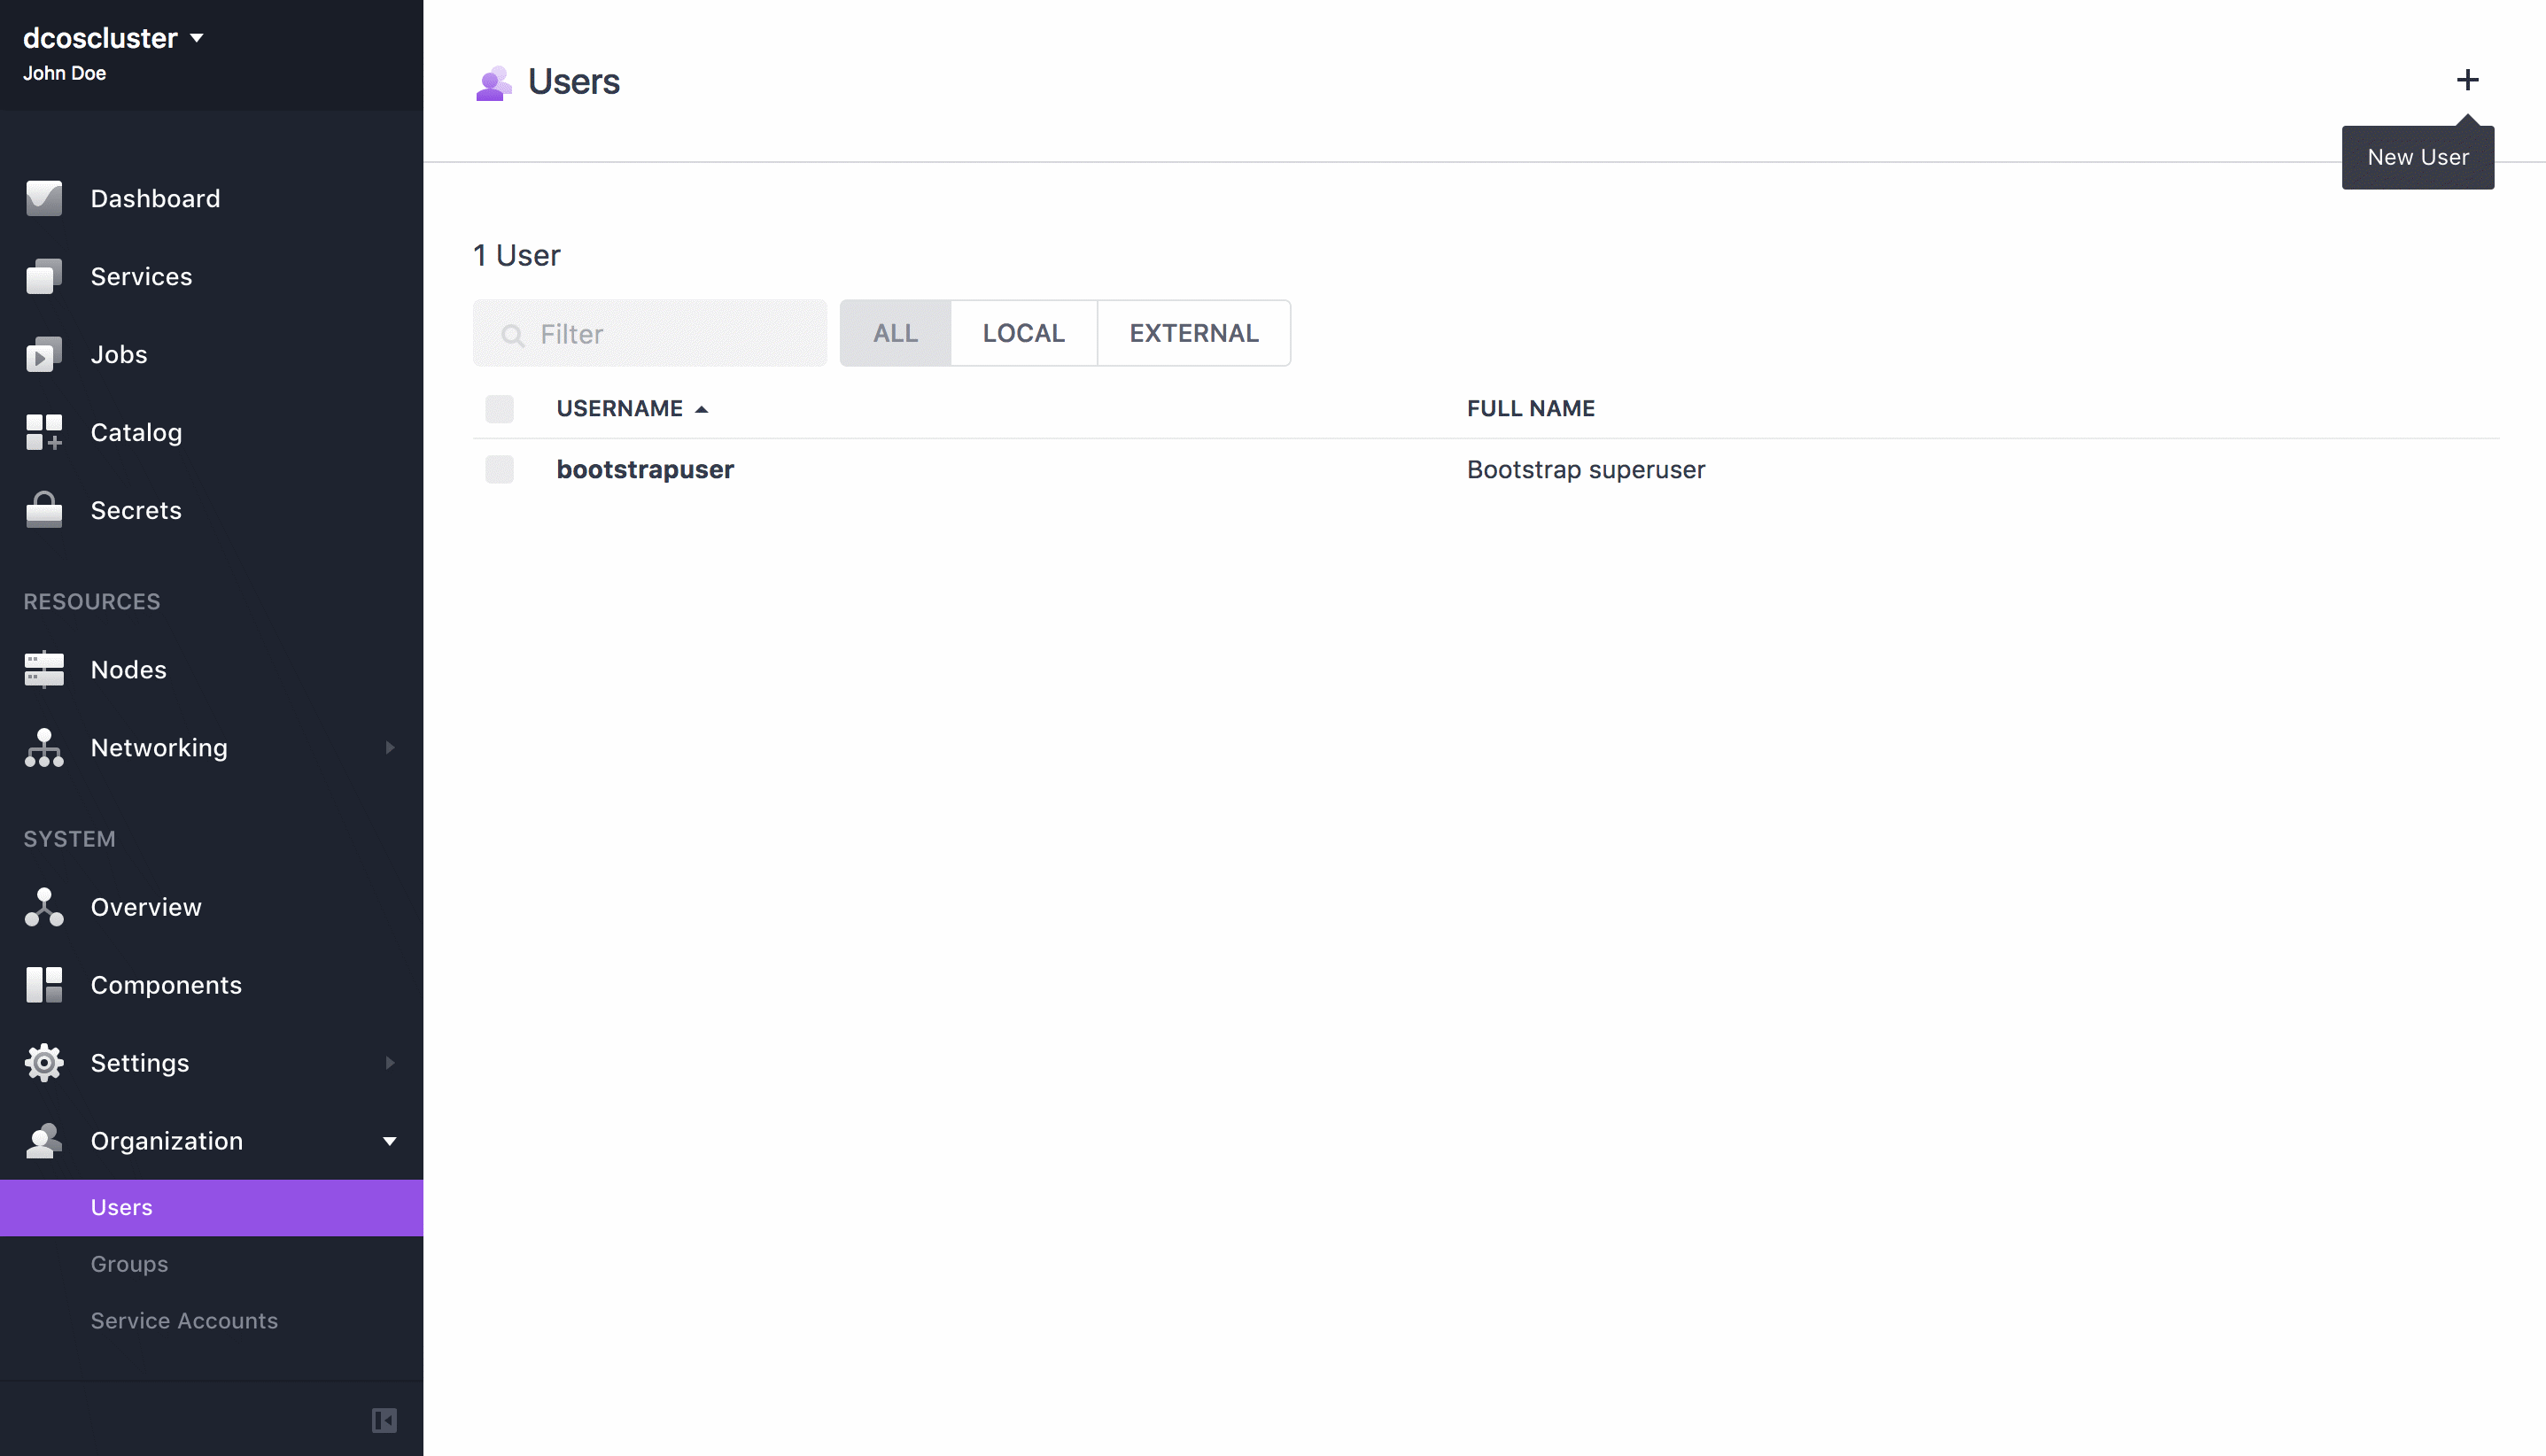 dcoscluster
John Doe
Dashboard
Services
Jobs
Catalog
Secrets
RESOURCES
Nodes
Networking
SYSTEM
Overview
Components
Settings
Organization
Users
Groups
Service Accounts
Users
New User
1 User
Filter
ALL LOCAL EXTERNAL
USERNAME FULL NAME
bootstrapuser Bootstrap superuser